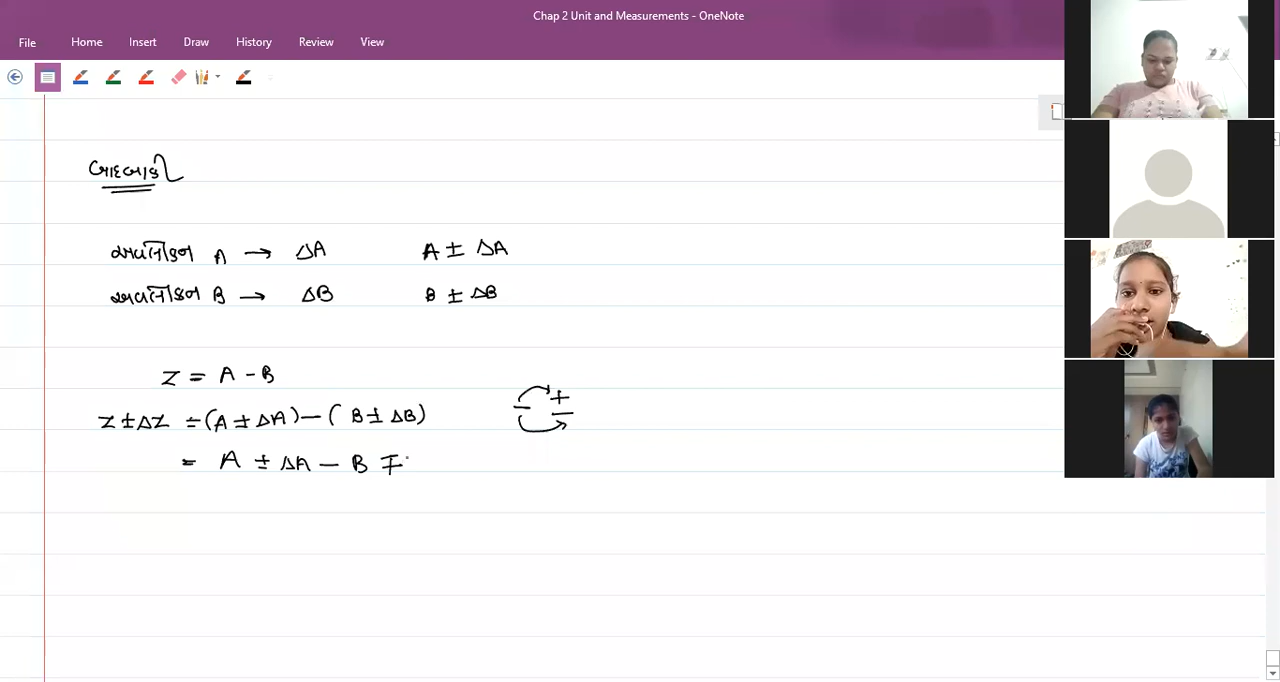 Chap 2 Unit and Measurements - OneNote
File Home Insert Draw History Review View
બાદબાકી
અવલોકન A → ΔA A ± ΔA
અવલોકન B → ΔB B ± ΔB
Z = A - B
Z ± ΔZ = (A ± ΔA) - (B ± ΔB)
= A ± ΔA - B ∓
- + -